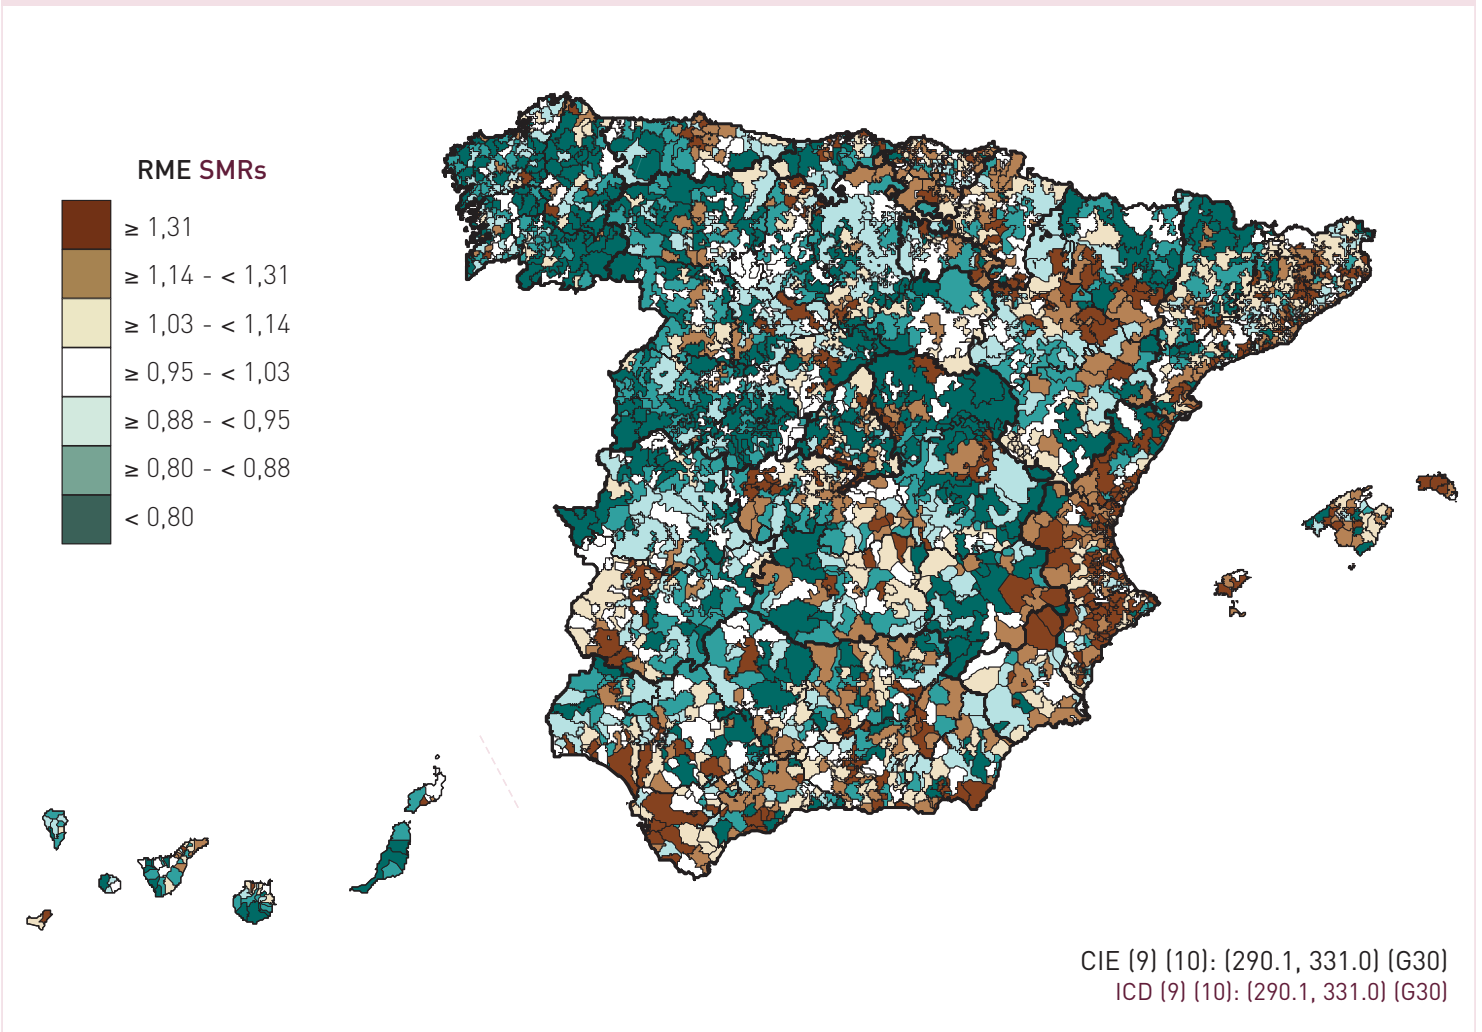 RME SMRs
≥ 1,31
≥ 1,14 - < 1,31
≥ 1,03 - < 1,14
≥ 0,95 - < 1,03
≥ 0,88 - < 0,95
≥ 0,80 - < 0,88
< 0,80
CIE (9) (10): (290.1, 331.0) (G30)
ICD (9) (10): (290.1, 331.0) (G30)